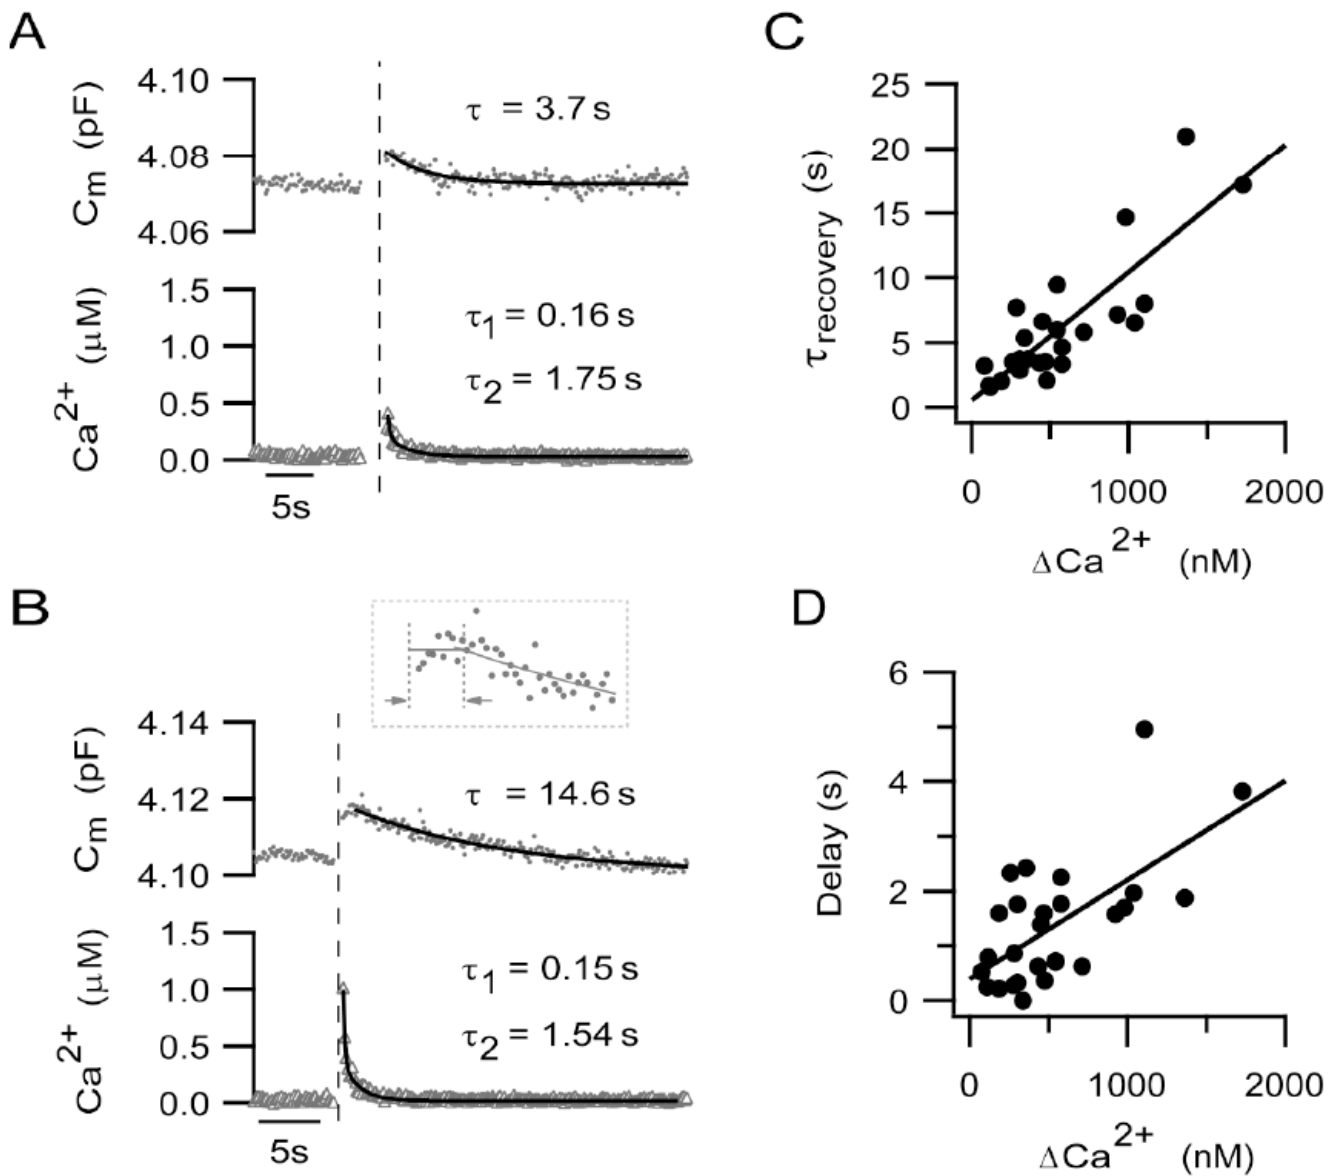 A
4.10
4.08
4.06
Cm (pF)
τ = 3.7 s
1.5
1.0
0.5
0.0
Ca2+ (μM)
τ1 = 0.16 s
τ2 = 1.75 s
5s
B
4.14
4.12
4.10
Cm (pF)
τ = 14.6 s
1.5
1.0
0.5
0.0
Ca2+ (μM)
τ1 = 0.15 s
τ2 = 1.54 s
5s
C
25
20
15
10
5
0
τrecovery (s)
0 1000 2000
ΔCa2+ (nM)
D
6
4
2
0
Delay (s)
0 1000 2000
ΔCa2+ (nM)